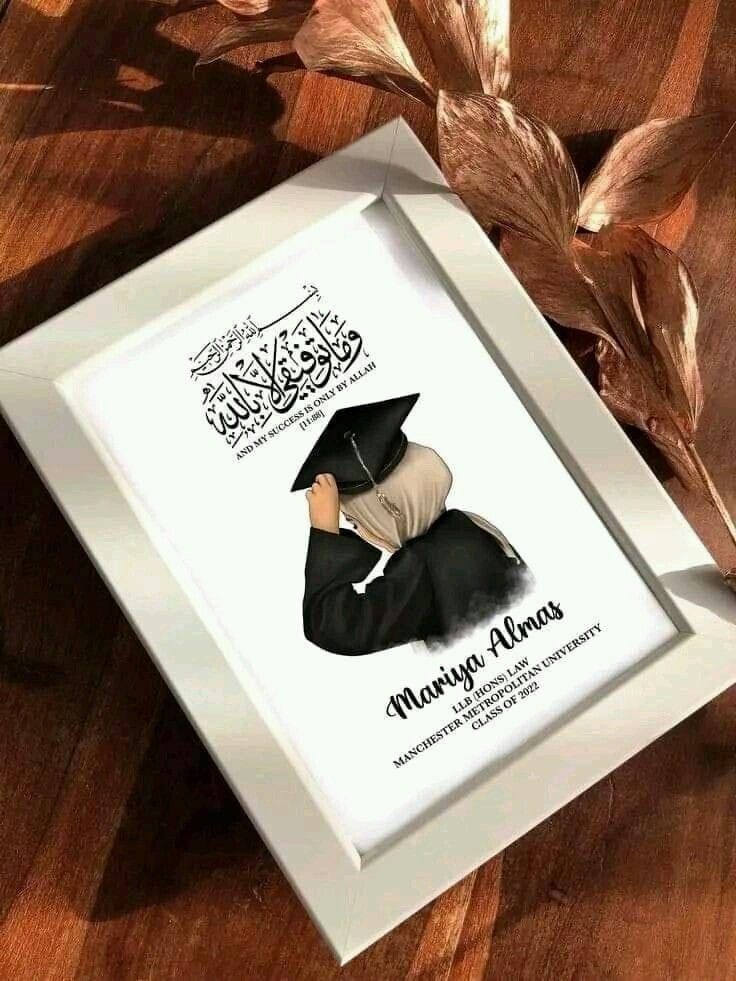 بسم الله الرحمن الرحيم
وما توفيقي إلا بالله
AND MY SUCCESS IS ONLY BY ALLAH
[11:88]
Mariya Almas
LLB (HONS) LAW
MANCHESTER METROPOLITAN UNIVERSITY
CLASS OF 2022